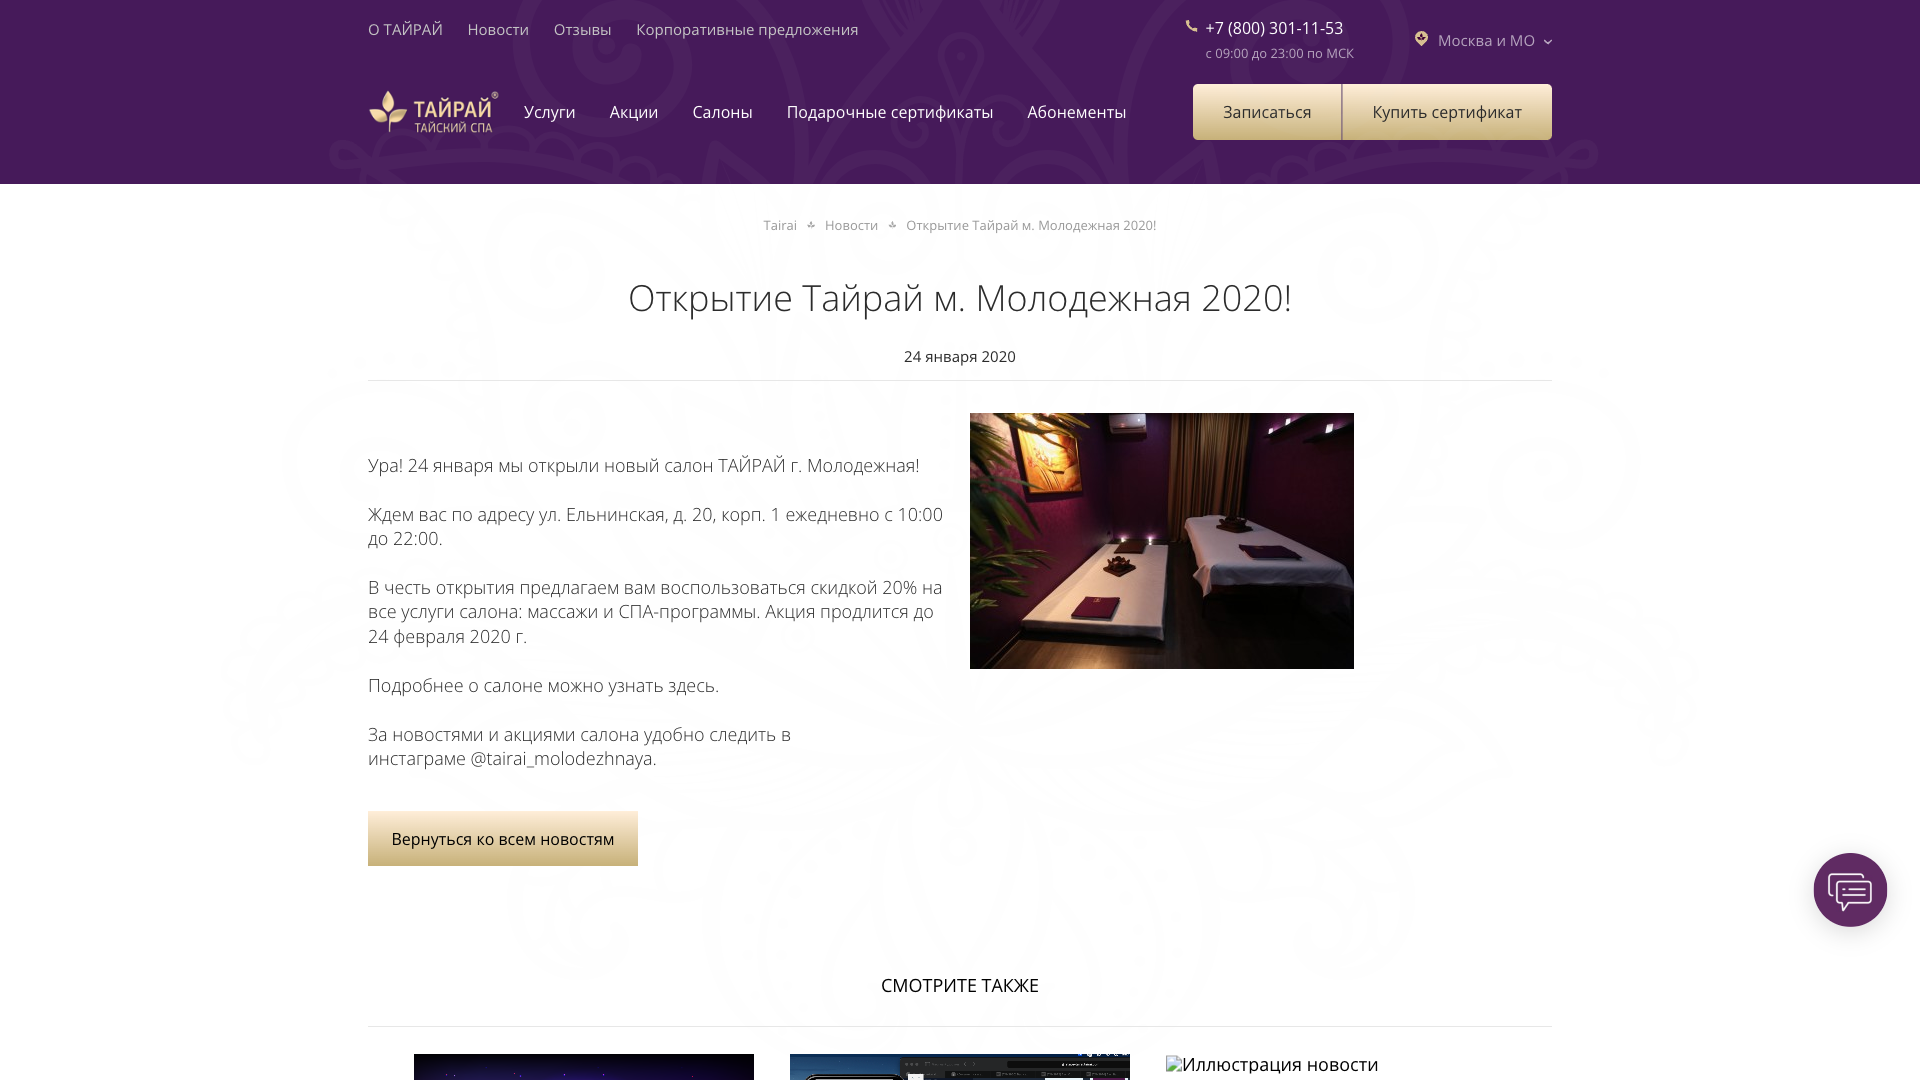 О ТАЙРАЙ Новости Отзывы Корпоративные предложения
+7 (800) 301-11-53
с 09:00 до 23:00 по МСК
Москва и МО
ТАЙРАЙ®
ТАЙСКИЙ СПА
Услуги Акции Салоны Подарочные сертификаты Абонементы
Записаться Купить сертификат
Tairai Новости Открытие Тайрай м. Молодежная 2020!
Открытие Тайрай м. Молодежная 2020!
24 января 2020
Ура! 24 января мы открыли новый салон ТАЙРАЙ г. Молодежная!
Ждем вас по адресу ул. Ельнинская, д. 20, корп. 1 ежедневно с 10:00
до 22:00.
В честь открытия предлагаем вам воспользоваться скидкой 20% на
все услуги салона: массажи и СПА-программы. Акция продлится до
24 февраля 2020 г.
Подробнее о салоне можно узнать здесь.
За новостями и акциями салона удобно следить в
инстаграме @tairai_molodezhnaya.
Вернуться ко всем новостям
СМОТРИТЕ ТАКЖЕ
Иллюстрация новости